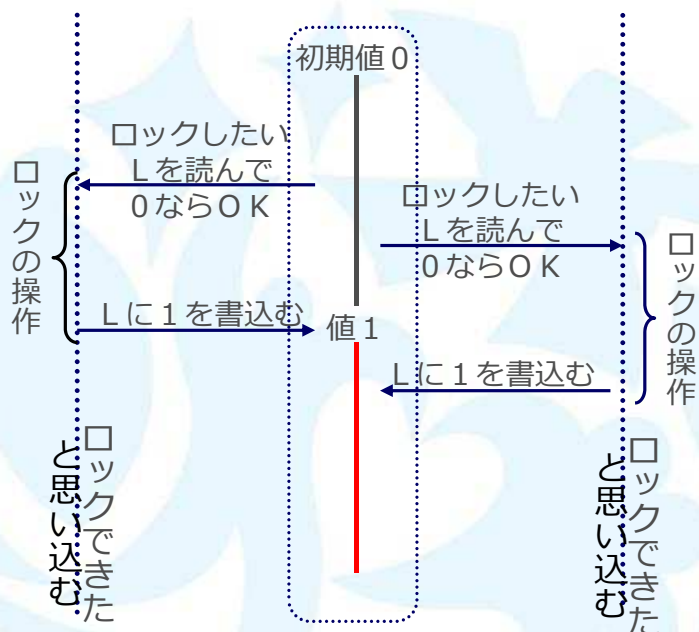 初期値０
ロックしたい
Ｌを読んで
０ならＯＫ
ロックの操作
ロックしたい
Ｌを読んで
０ならＯＫ
ロックの操作
Ｌに１を書込む
値１
Ｌに１を書込む
ロックできた
と思い込む
ロックできた
と思い込む